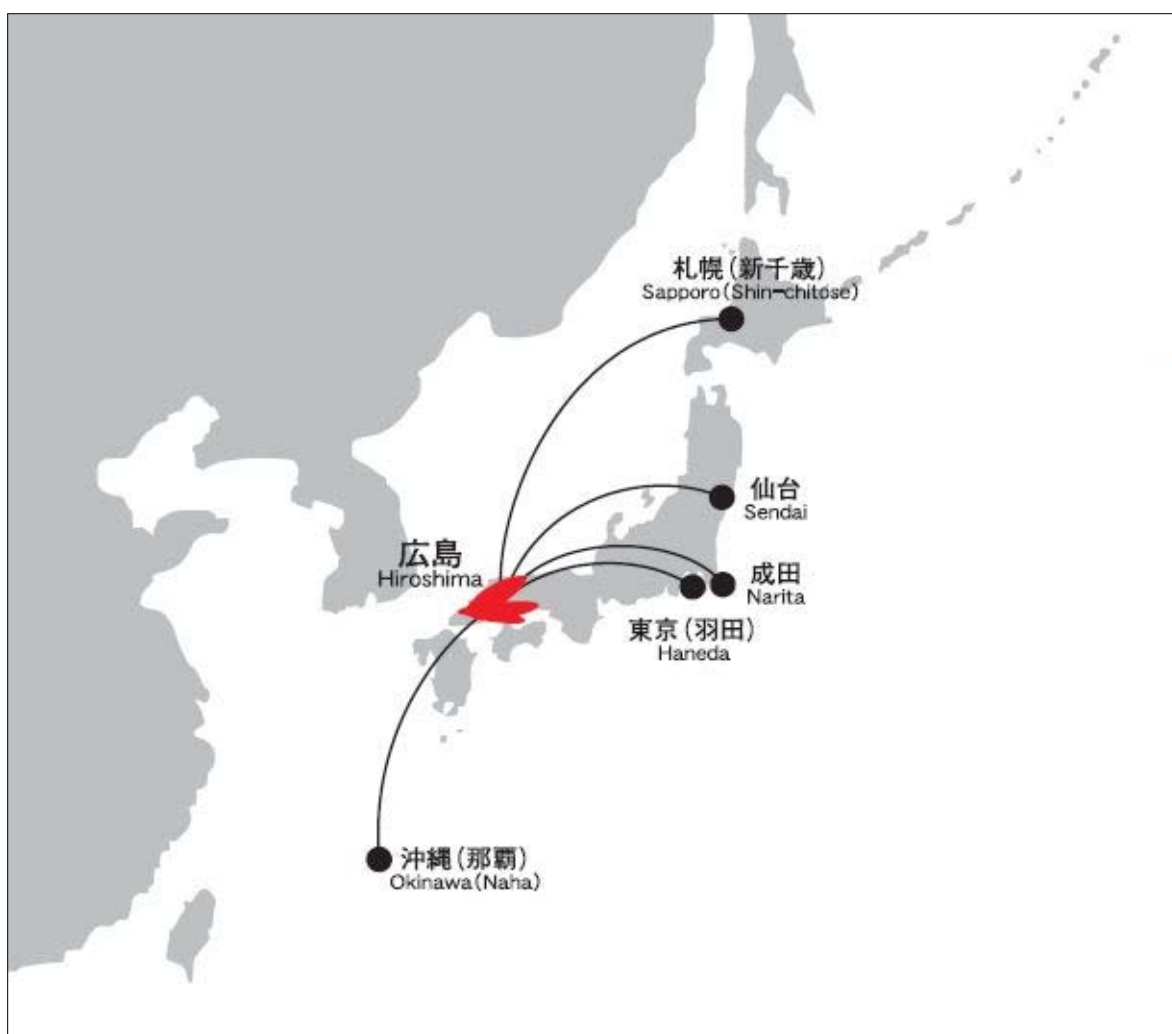 札幌(新千歳)
Sapporo(Shin-chitose)
仙台
Sendai
広島
Hiroshima
成田
Narita
東京(羽田)
Haneda
沖縄(那覇)
Okinawa(Naha)